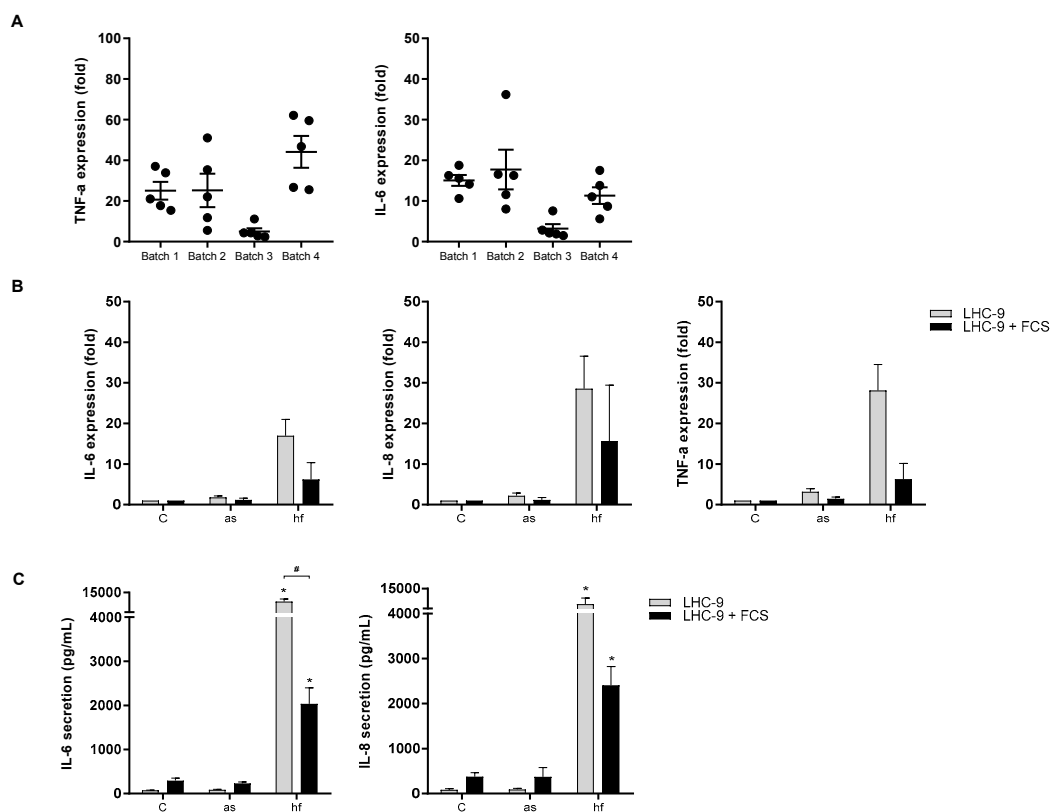 A
TNF-a expression (fold)
100
80
60
40
20
0
Batch 1 Batch 2 Batch 3 Batch 4
IL-6 expression (fold)
50
40
30
20
10
0
Batch 1 Batch 2 Batch 3 Batch 4
B
IL-6 expression (fold)
50
40
30
20
10
0
C as hf
IL-8 expression (fold)
50
40
30
20
10
0
C as hf
TNF-a expression (fold)
50
40
30
20
10
0
C as hf
LHC-9
LHC-9 + FCS
C
IL-6 secretion (pg/mL)
15000
4000
3000
2000
1000
0
#
*
*
C as hf
IL-8 secretion (pg/mL)
15000
4000
3000
2000
1000
0
*
*
C as hf
LHC-9
LHC-9 + FCS